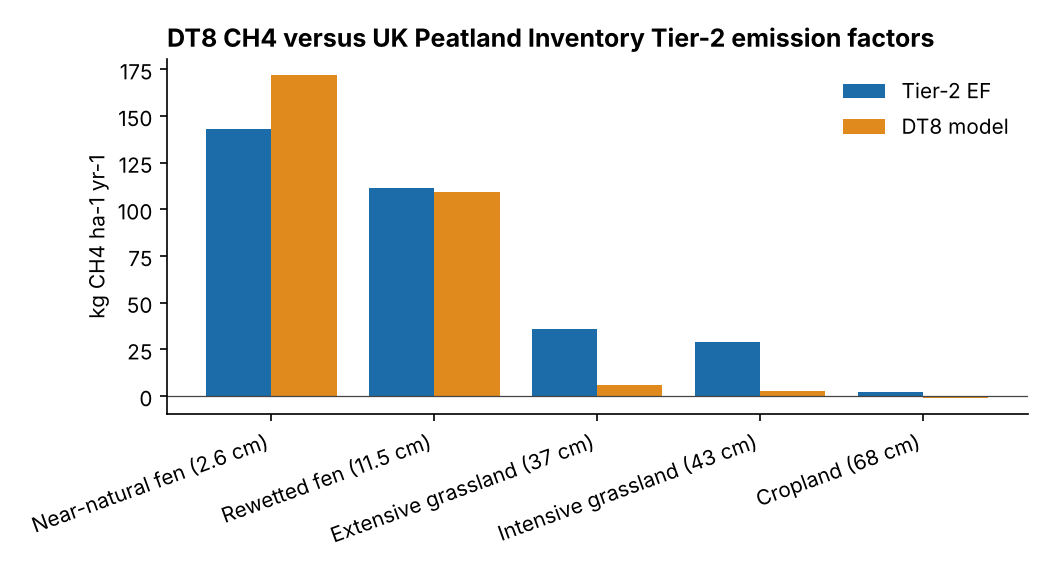 DT8 CH4 versus UK Peatland Inventory Tier-2 emission factors
Tier-2 EF
DT8 model
kg CH4 ha-1 yr-1
175
150
125
100
75
50
25
0
Near-natural fen (2.6 cm)
Rewetted fen (11.5 cm)
Extensive grassland (37 cm)
Intensive grassland (43 cm)
Cropland (68 cm)